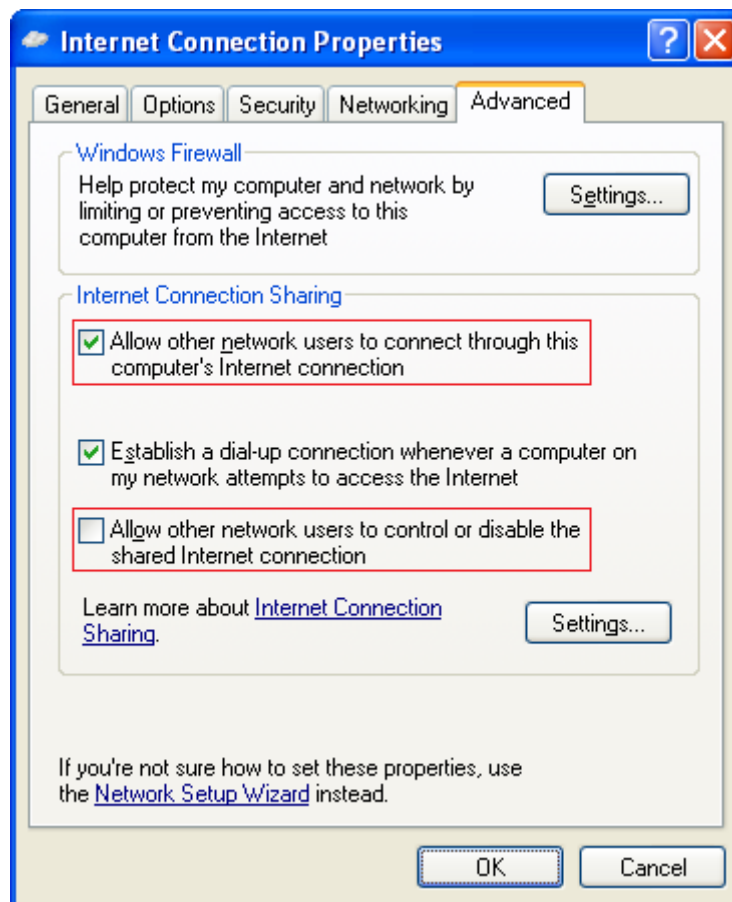 Internet Connection Properties
General Options Security Networking Advanced
Windows Firewall
Help protect my computer and network by
limiting or preventing access to this
computer from the Internet
Settings...
Internet Connection Sharing
Allow other network users to connect through this
computer's Internet connection
Establish a dial-up connection whenever a computer on
my network attempts to access the Internet
Allow other network users to control or disable the
shared Internet connection
Learn more about Internet Connection
Sharing.
Settings...
If you're not sure how to set these properties, use
the Network Setup Wizard instead.
OK Cancel